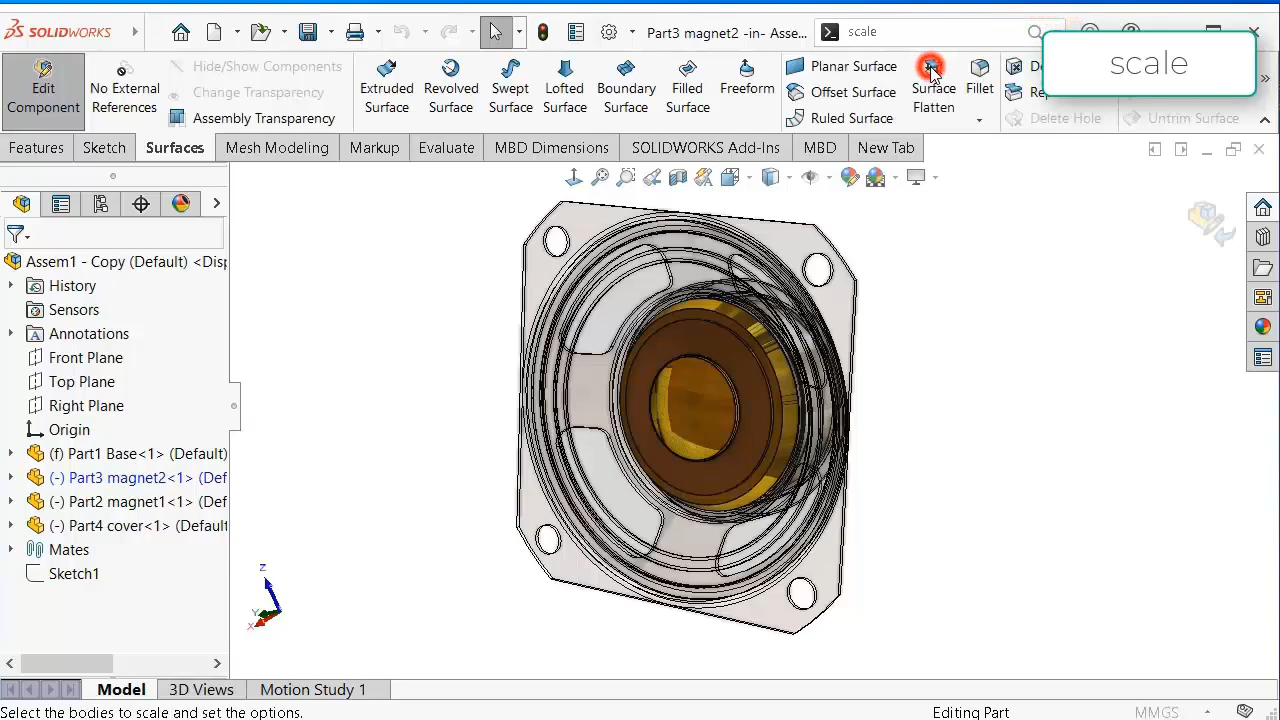 SOLIDWORKS
Part3 magnet2 -in- Asse...
scale
scale
Edit Component
No External References
Hide/Show Components
Change Transparency
Assembly Transparency
Extruded Surface
Revolved Surface
Swept Surface
Lofted Surface
Boundary Surface
Filled Surface
Freeform
Planar Surface
Offset Surface
Ruled Surface
Surface Flatten
Fillet
Delete Hole
Untrim Surface
Features
Sketch
Surfaces
Mesh Modeling
Markup
Evaluate
MBD Dimensions
SOLIDWORKS Add-Ins
MBD
New Tab
Assem1 - Copy (Default) <Disp
History
Sensors
Annotations
Front Plane
Top Plane
Right Plane
Origin
(f) Part1 Base<1> (Default)
(-) Part3 magnet2<1> (Def
(-) Part2 magnet1<1> (Def
(-) Part4 cover<1> (Default
Mates
Sketch1
Z
Y
X
Model
3D Views
Motion Study 1
Select the bodies to scale and set the options.
Editing Part
MMGS